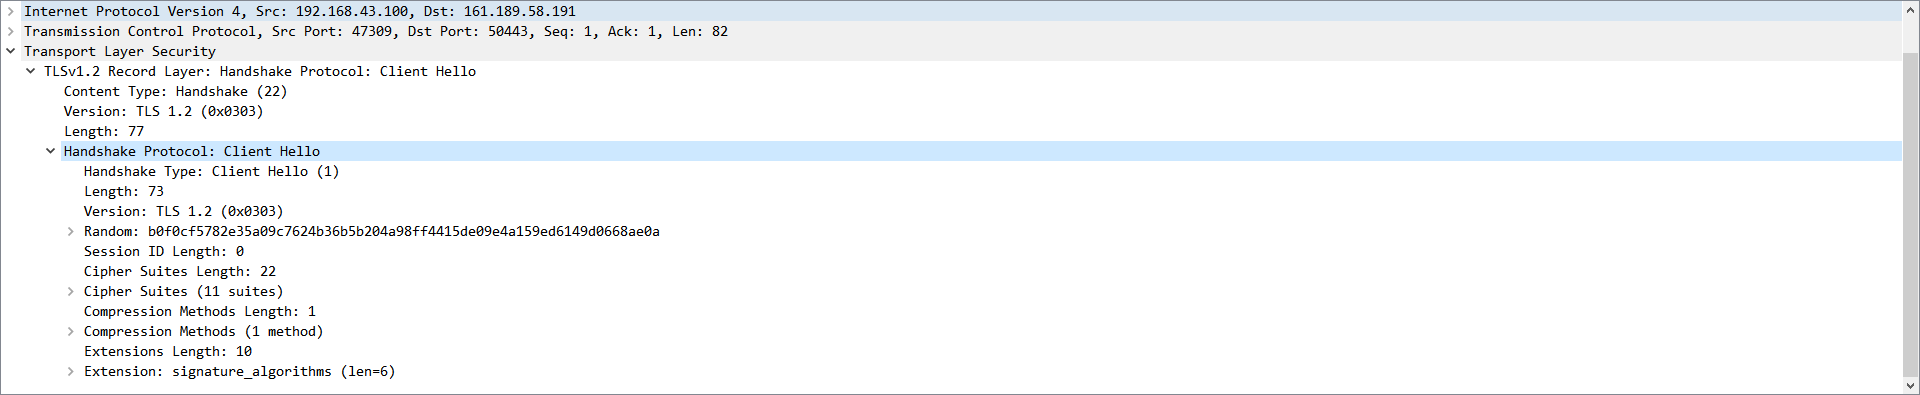 Internet Protocol Version 4, Src: 192.168.43.100, Dst: 161.189.58.191
Transmission Control Protocol, Src Port: 47309, Dst Port: 50443, Seq: 1, Ack: 1, Len: 82
Transport Layer Security
TLSv1.2 Record Layer: Handshake Protocol: Client Hello
Content Type: Handshake (22)
Version: TLS 1.2 (0x0303)
Length: 77
Handshake Protocol: Client Hello
Handshake Type: Client Hello (1)
Length: 73
Version: TLS 1.2 (0x0303)
Random: b0f0cf5782e35a09c7624b36b5b204a98ff4415de09e4a159ed6149d0668ae0a
Session ID Length: 0
Cipher Suites Length: 22
Cipher Suites (11 suites)
Compression Methods Length: 1
Compression Methods (1 method)
Extensions Length: 10
Extension: signature_algorithms (len=6)